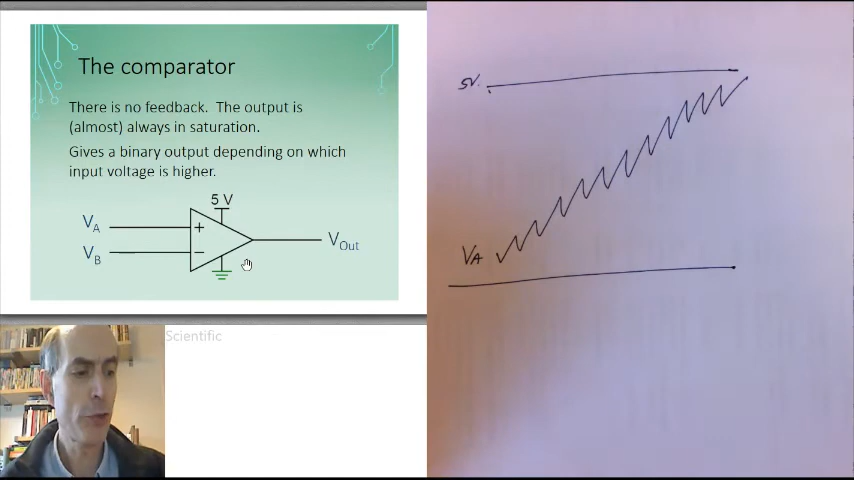 The comparator
There is no feedback. The output is
(almost) always in saturation.
Gives a binary output depending on which
input voltage is higher.
5 V
VA
+
VB
−
VOut
Scientific
5V.
VA